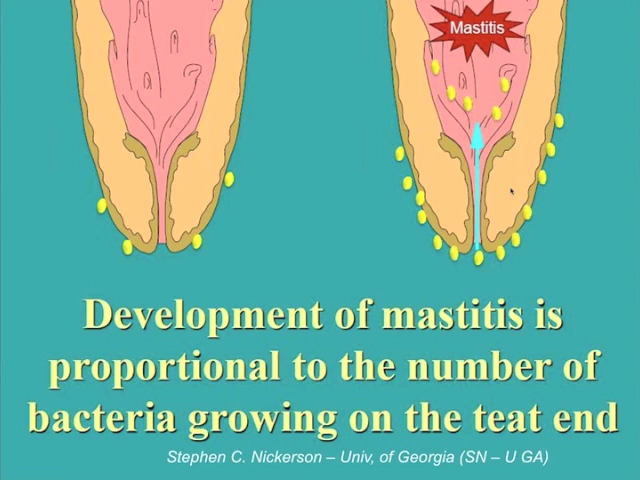 Mastitis
Development of mastitis is
proportional to the number of
bacteria growing on the teat end
Stephen C. Nickerson – Univ, of Georgia (SN – U GA)